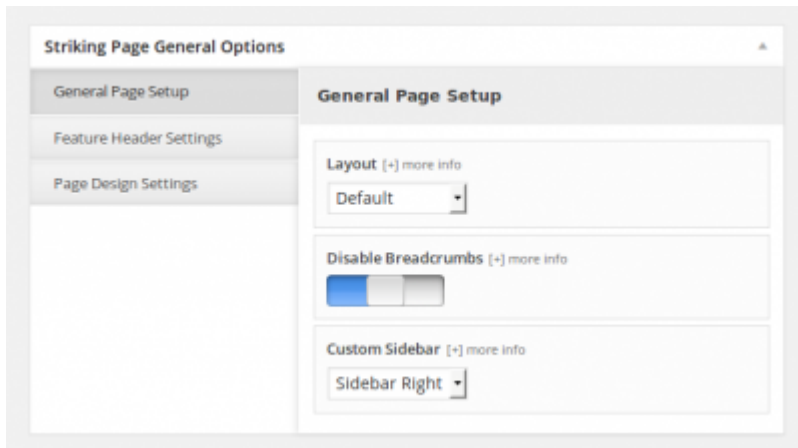 Striking Page General Options
General Page Setup
Feature Header Settings
Page Design Settings
General Page Setup
Layout [+] more info
Default
Disable Breadcrumbs [+] more info
Custom Sidebar [+] more info
Sidebar Right